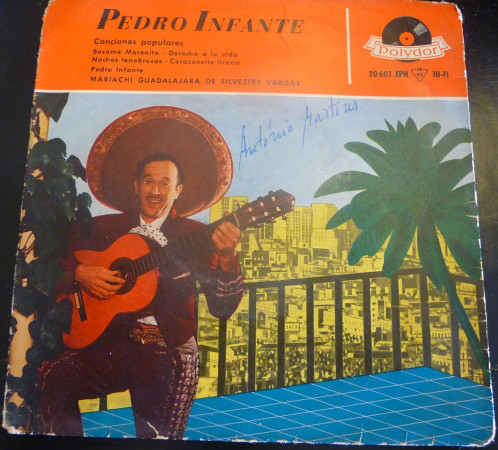 PEDRO INFANTE
Canciones populares
Besame Morenita · Derecho a la vida
Noches tenebrosas · Corazoncito tirano
Pedro Infante
MARIACHI GUADALAJARA DE SILVESTRE VARGAS
Polydor
20 601 EPH HI-FI
António Martins